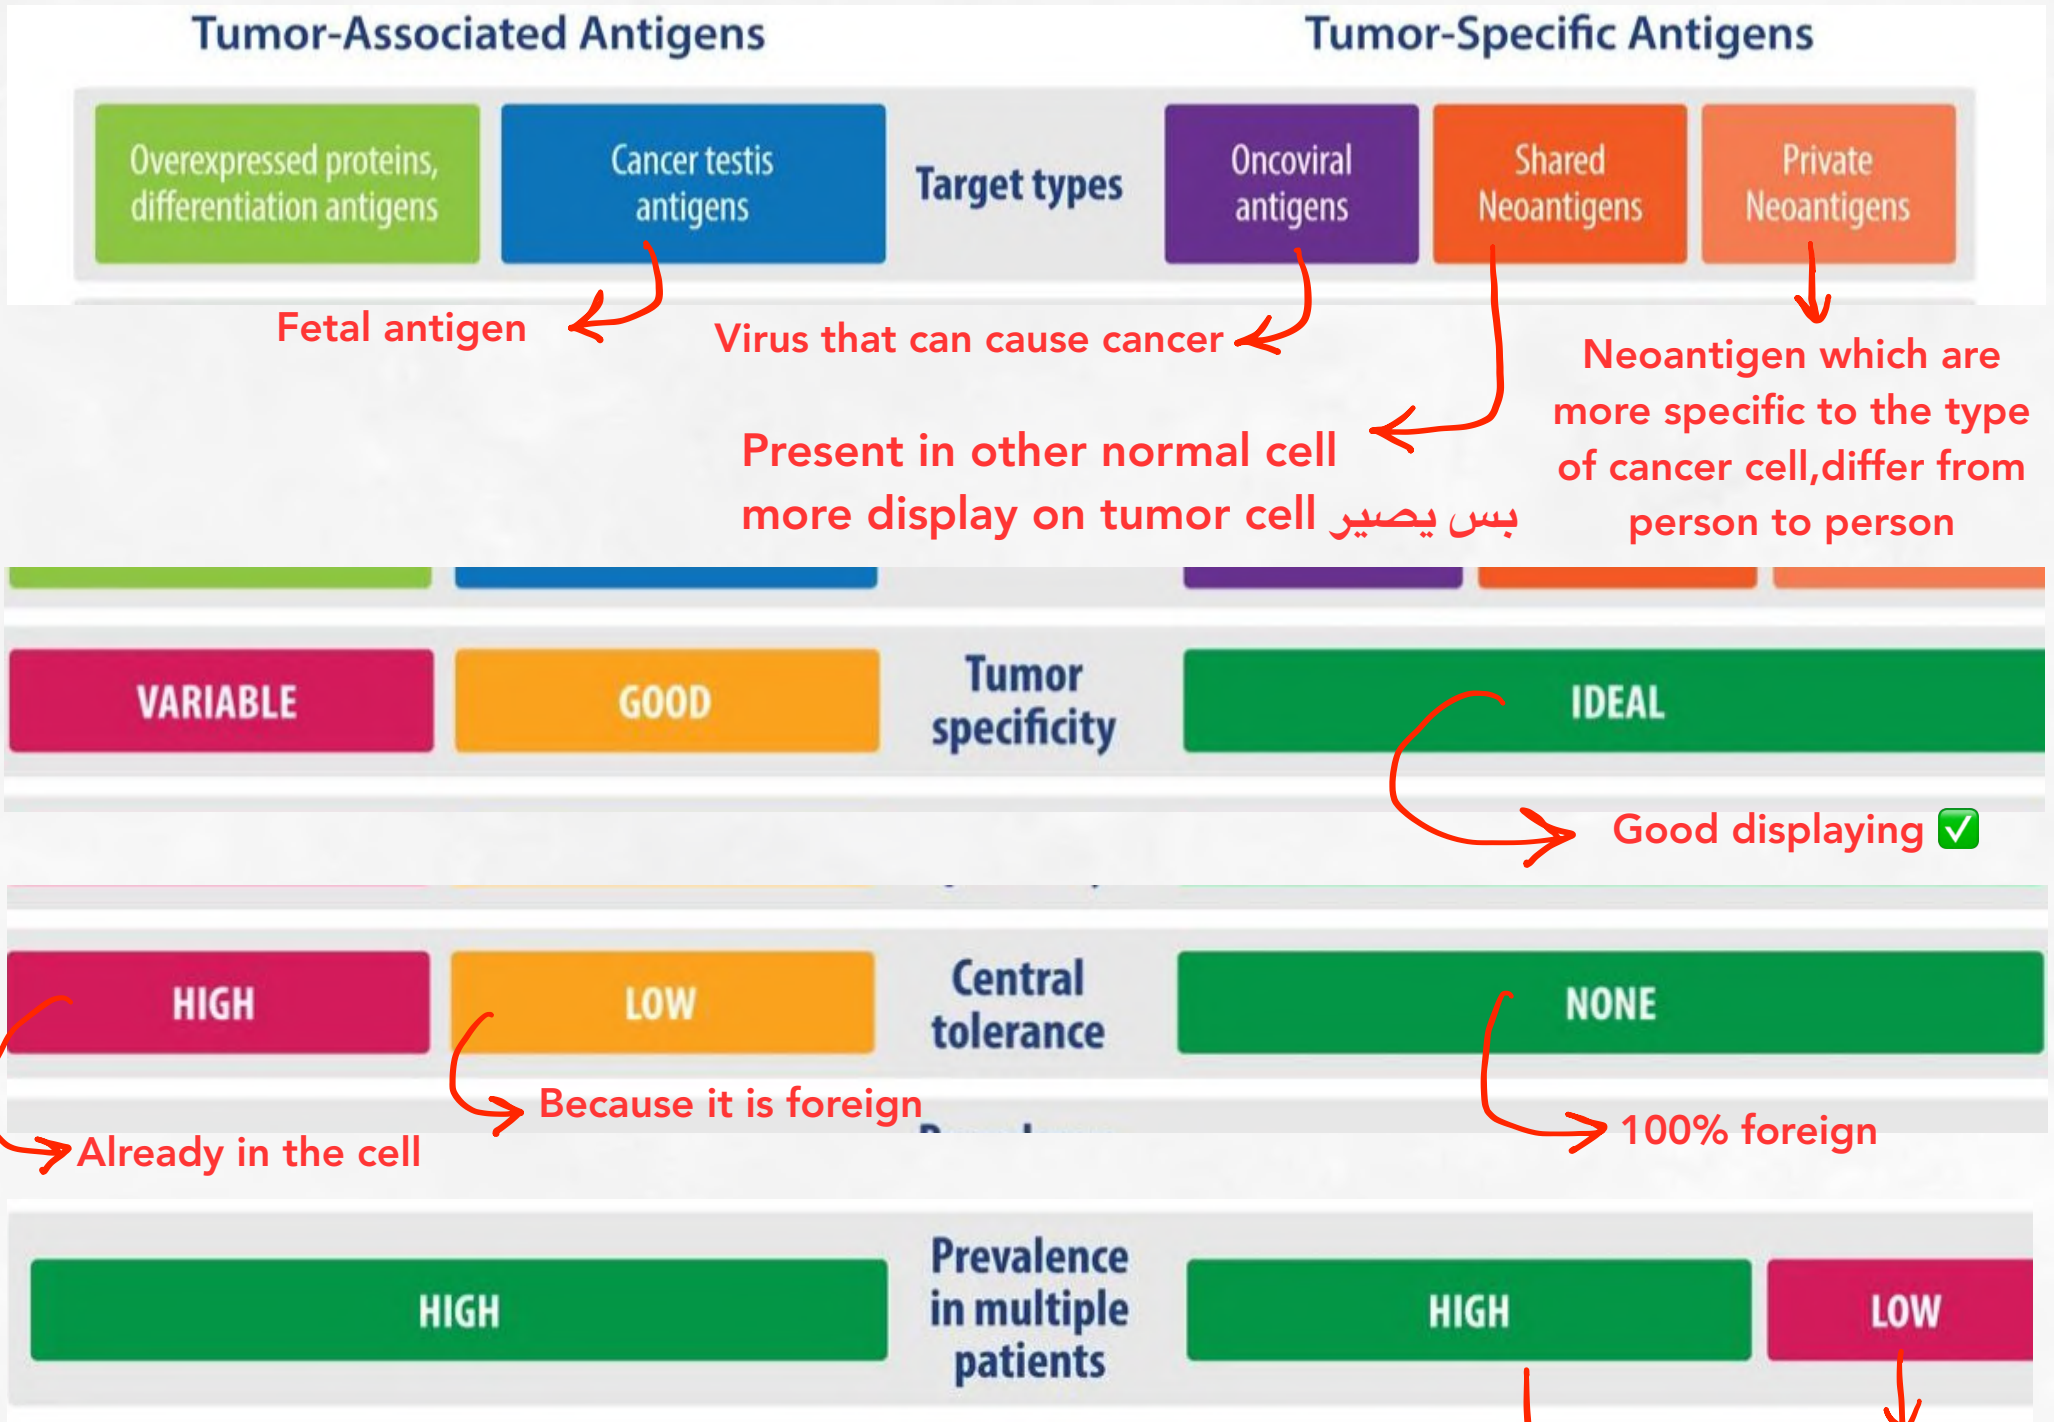 Tumor-Associated Antigens
Tumor-Specific Antigens
Overexpressed proteins,
differentiation antigens
Cancer testis
antigens
Target types
Oncoviral
antigens
Shared
Neoantigens
Private
Neoantigens
Fetal antigen
Virus that can cause cancer
Neoantigen which are
more specific to the type
of cancer cell,differ from
person to person
Present in other normal cell
more display on tumor cell بس يصير
VARIABLE
GOOD
Tumor
specificity
IDEAL
Good displaying ✅
HIGH
LOW
Central
tolerance
NONE
Because it is foreign
Already in the cell
100% foreign
HIGH
Prevalence
in multiple
patients
HIGH
LOW